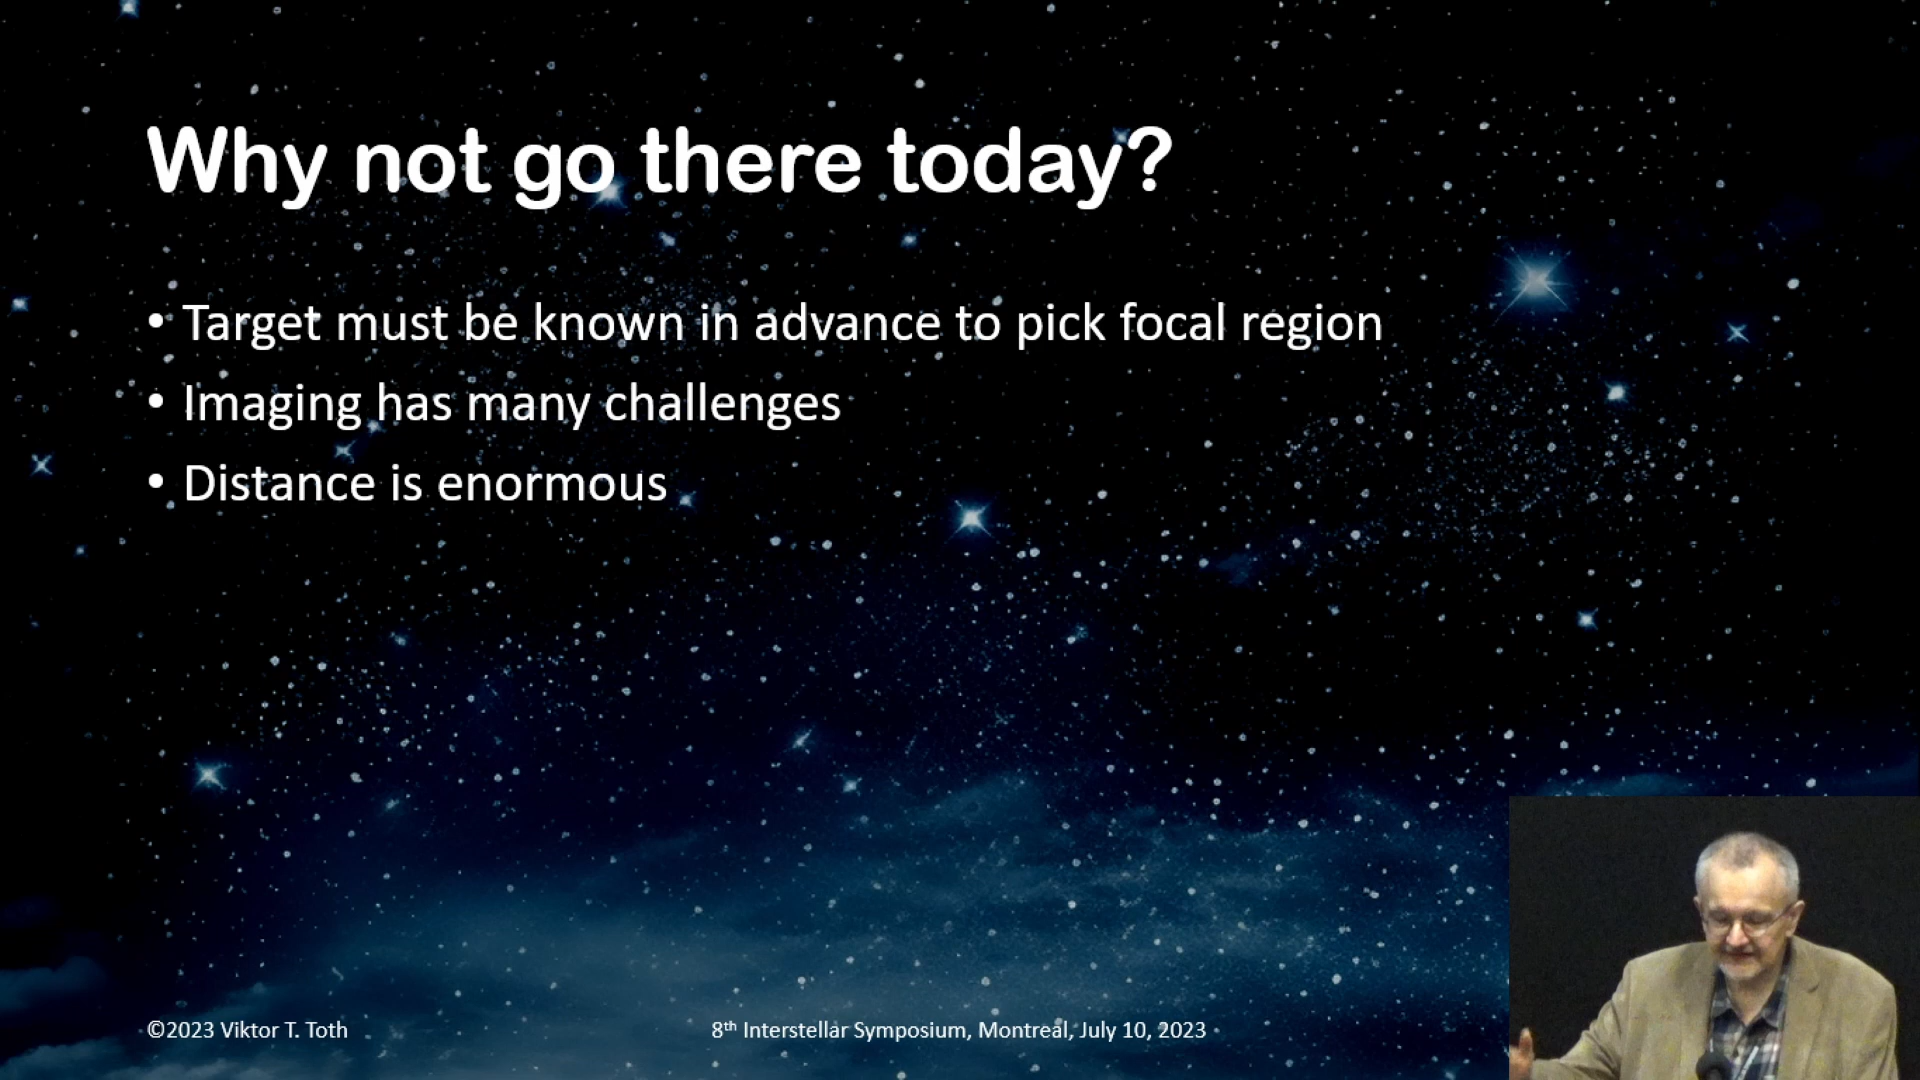 Why not go there today?
• Target must be known in advance to pick focal region
• Imaging has many challenges
• Distance is enormous
©2023 Viktor T. Toth
8th Interstellar Symposium, Montreal, July 10, 2023